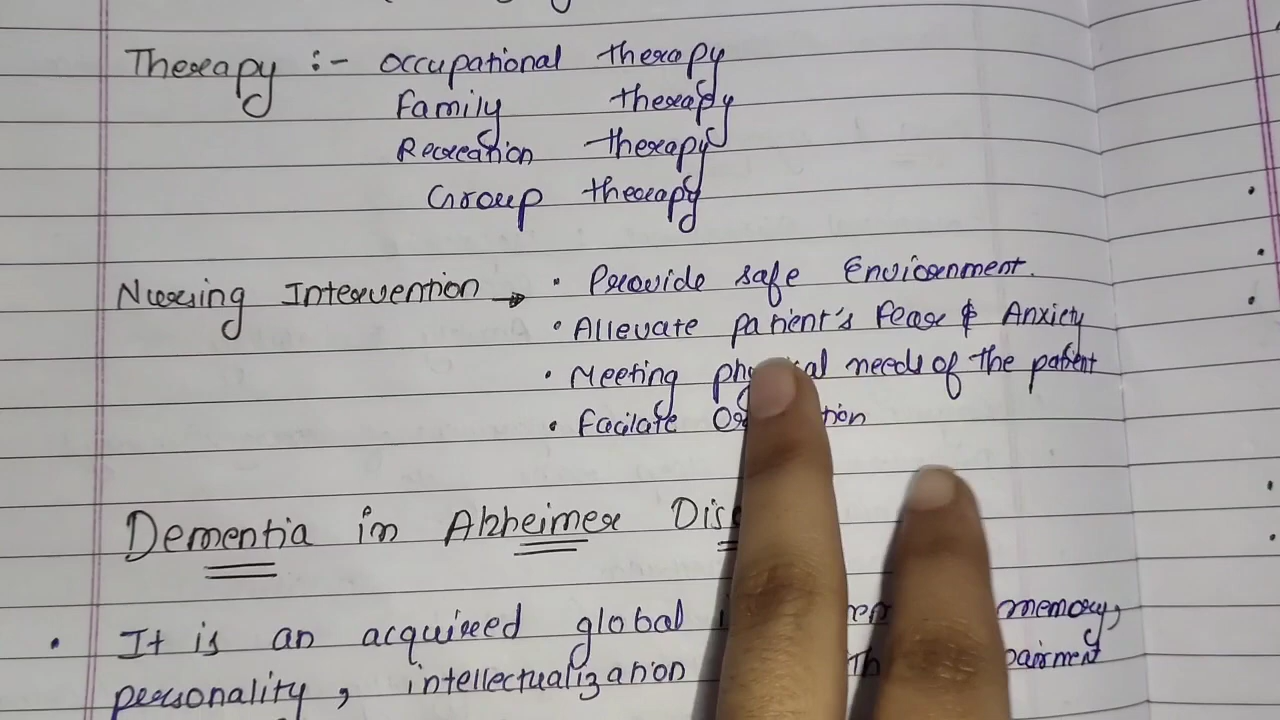 Therapy :- Occupational therapy
Family therapy
Recreation therapy
Group therapy
Nursing Intervention → • Provide safe Environment.
• Allevate patient's Fear & Anxiety
• Meeting needs of the patient
• Facilate
Dementia in Alzheimer
• It is an acquired global memory,
personality, intellectualization